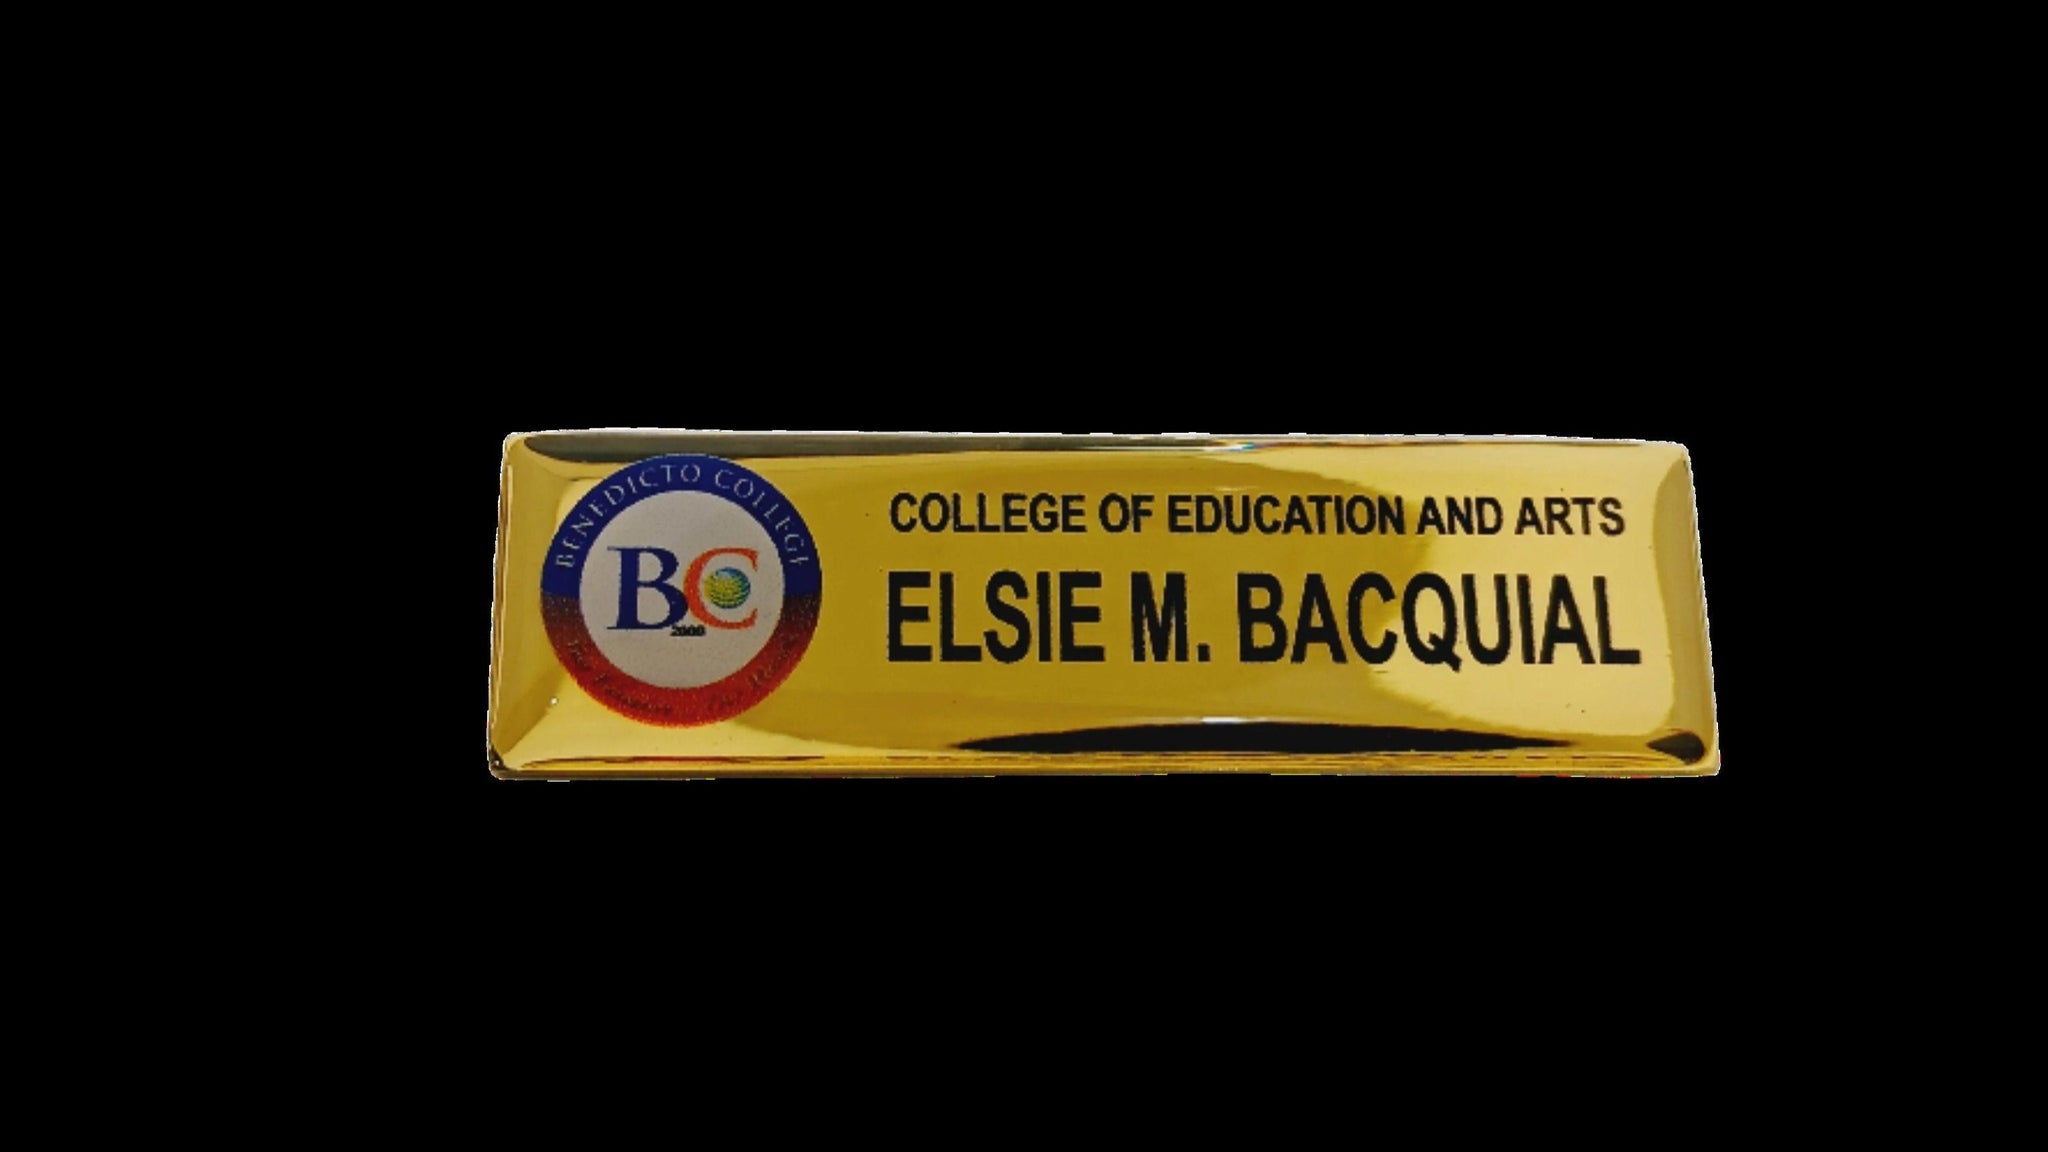 BENEDICTO COLLEGE
BC
2000
COLLEGE OF EDUCATION AND ARTS
ELSIE M. BACQUIAL